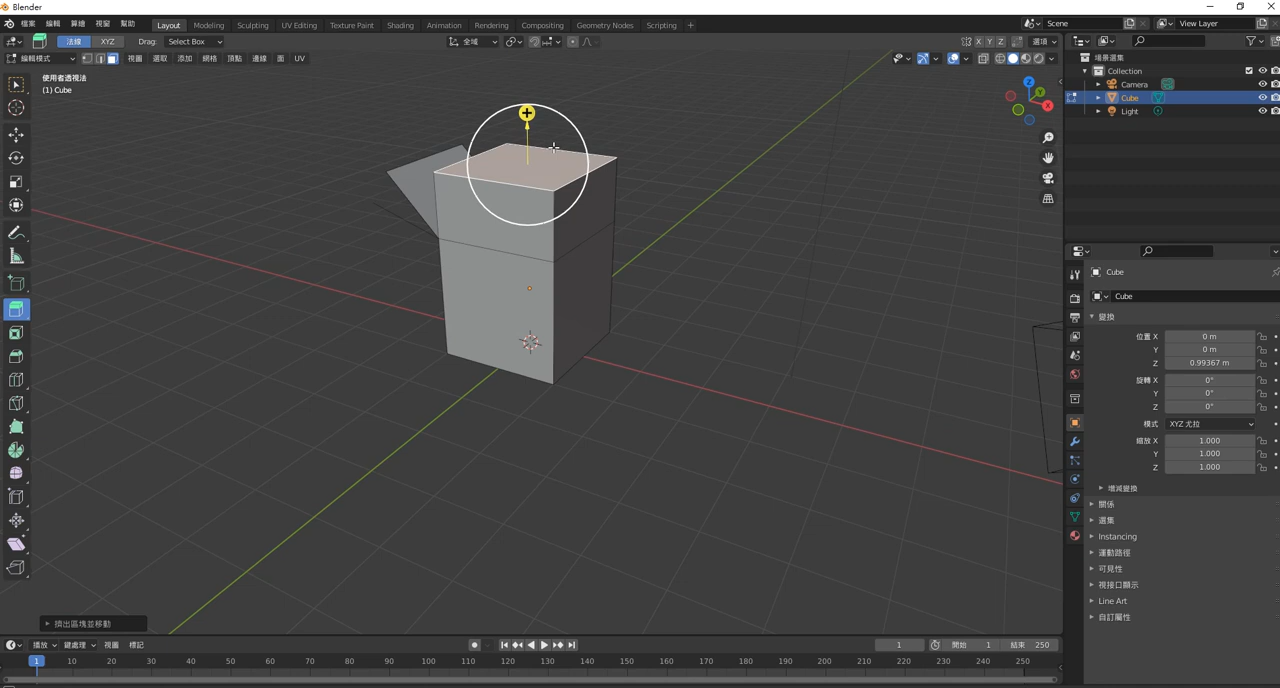 Blender
檔案 編輯 算繪 視窗 幫助 Layout Modeling Sculpting UV Editing Texture Paint Shading Animation Rendering Compositing Geometry Nodes Scripting + Scene View Layer
法線 XYZ Drag: Select Box 全域 X Y Z 選項
編輯模式 視圖 選取 添加 網格 頂點 邊線 面 UV
使用者透視法
(1) Cube
Z
Y
X
場景選集
Collection
Camera
Cube
Light
Cube
Cube
變換
位置 X 0 m
Y 0 m
Z 0.99367 m
旋轉 X 0°
Y 0°
Z 0°
模式 XYZ 尤拉
縮放 X 1.000
Y 1.000
Z 1.000
增減變換
關係
選集
Instancing
運動路徑
可見性
視接口顯示
Line Art
自訂屬性
擠出區塊並移動
播放 鍵處理 視圖 標記 1 開始 1 結束 250
1 10 20 30 40 50 60 70 80 90 100 110 120 130 140 150 160 170 180 190 200 210 220 230 240 250